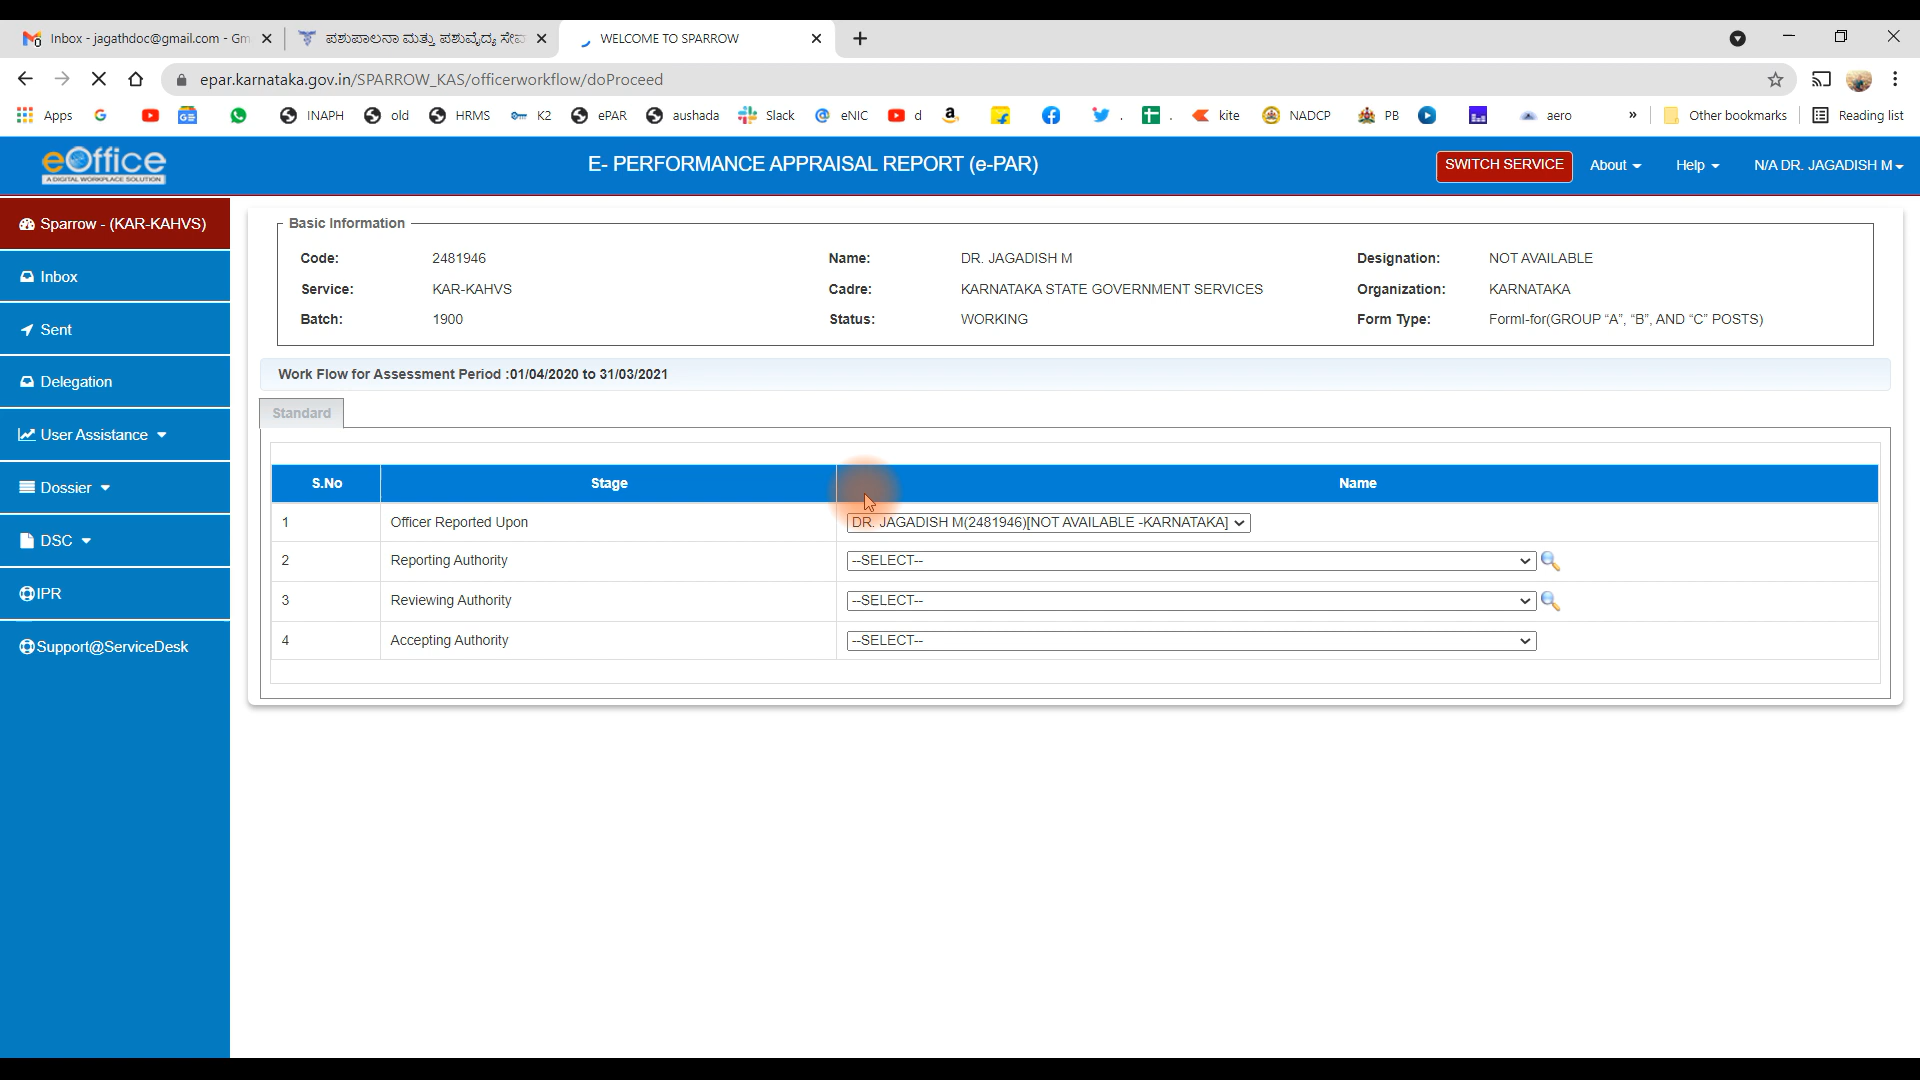 Inbox - jagathdoc@gmail.com - Gm
ಪಶುಪಾಲನಾ ಮತ್ತು ಪಶುವೈದ್ಯ ಸೇವ
WELCOME TO SPARROW
epar.karnataka.gov.in/SPARROW_KAS/officerworkflow/doProceed
Apps INAPH old HRMS K2 ePAR aushada Slack eNIC d . . kite NADCP PB aero » Other bookmarks Reading list
eOffice
A DIGITAL WORKPLACE SOLUTION
E- PERFORMANCE APPRAISAL REPORT (e-PAR)
SWITCH SERVICE About Help N/A DR. JAGADISH M
Sparrow - (KAR-KAHVS)
Inbox
Sent
Delegation
User Assistance
Dossier
DSC
IPR
Support@ServiceDesk
Basic Information
Code: 2481946 Name: DR. JAGADISH M Designation: NOT AVAILABLE
Service: KAR-KAHVS Cadre: KARNATAKA STATE GOVERNMENT SERVICES Organization: KARNATAKA
Batch: 1900 Status: WORKING Form Type: FormI-for(GROUP “A”, “B”, AND “C” POSTS)
Work Flow for Assessment Period :01/04/2020 to 31/03/2021
Standard
S.No Stage Name
1 Officer Reported Upon DR. JAGADISH M(2481946)[NOT AVAILABLE -KARNATAKA]
2 Reporting Authority --SELECT--
3 Reviewing Authority --SELECT--
4 Accepting Authority --SELECT--